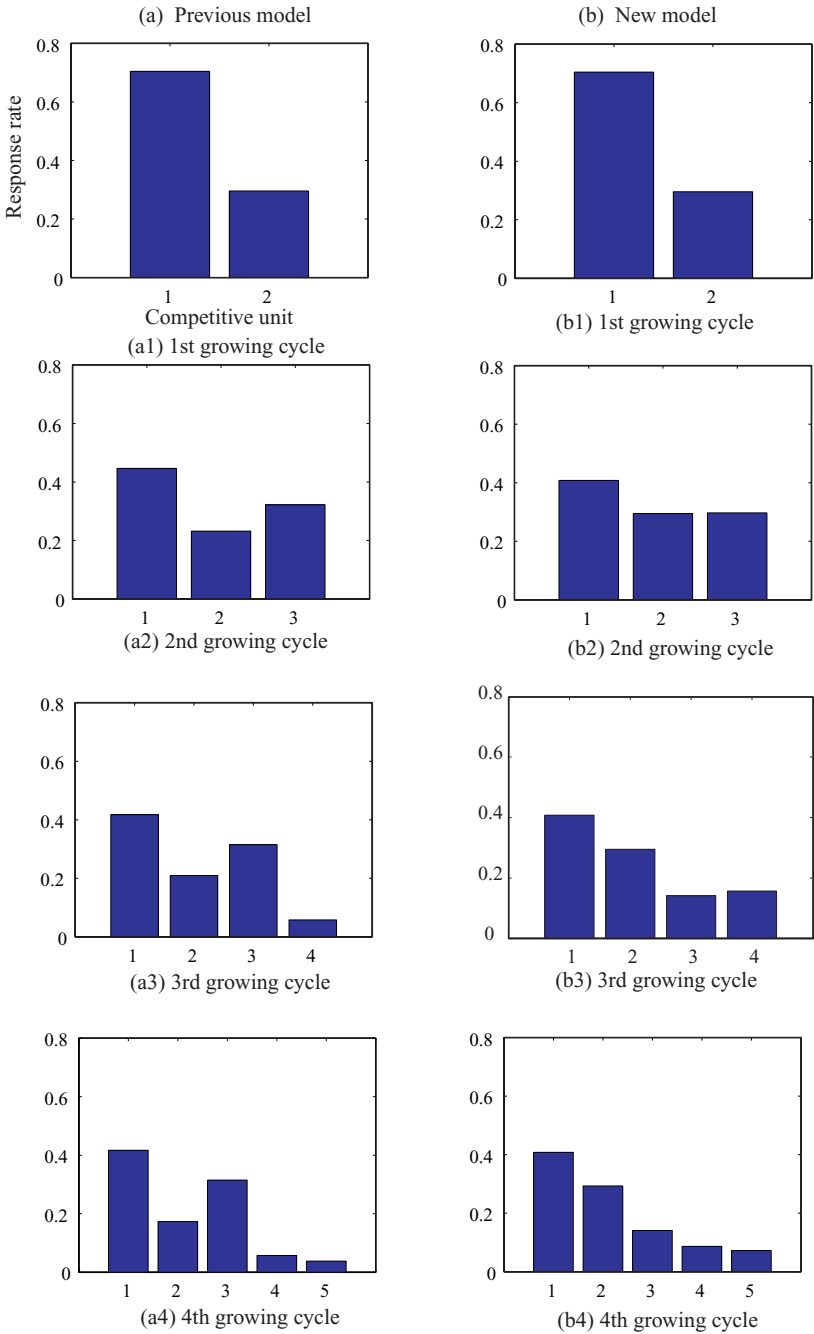 (a) Previous model
0.8
0.6
0.4
0.2
0
Response rate
1 2
Competitive unit
(a1) 1st growing cycle
(b) New model
0.8
0.6
0.4
0.2
0
1 2
(b1) 1st growing cycle
0.8
0.6
0.4
0.2
0
1 2 3
(a2) 2nd growing cycle
0.8
0.6
0.4
0.2
0
1 2 3
(b2) 2nd growing cycle
0.8
0.6
0.4
0.2
0
1 2 3 4
(a3) 3rd growing cycle
0.8
0.6
0.4
0.2
0
1 2 3 4
(b3) 3rd growing cycle
0.8
0.6
0.4
0.2
0
1 2 3 4 5
(a4) 4th growing cycle
0.8
0.6
0.4
0.2
0
1 2 3 4 5
(b4) 4th growing cycle